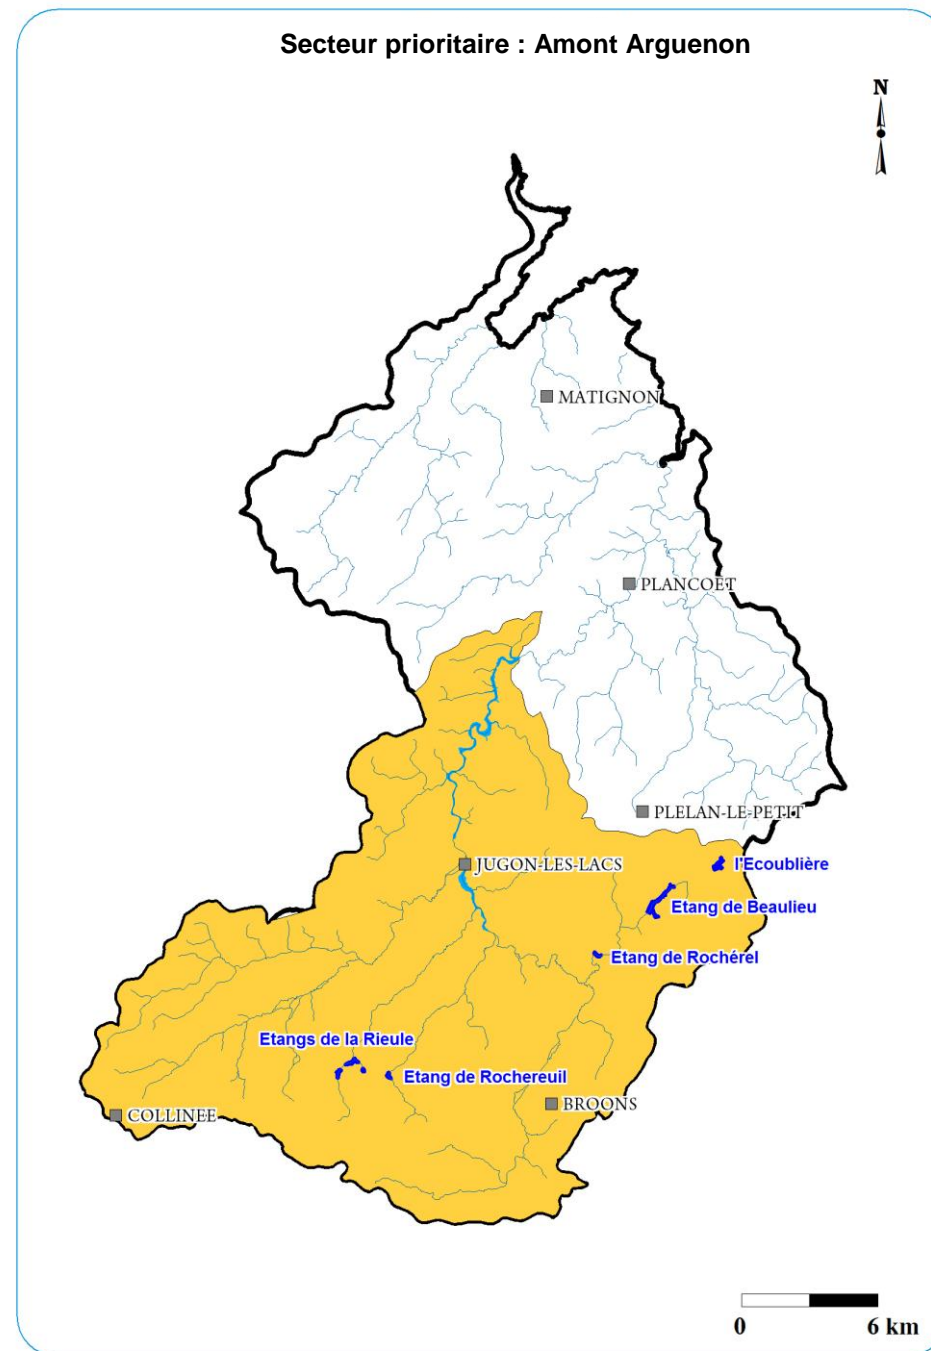 Secteur prioritaire : Amont Arguenon
N
MATIGNON
PLANCOET
PLELAN-LE-PETIT
JUGON-LES-LACS
l'Ecoublière
Etang de Beaulieu
Etang de Rochérel
Etangs de la Rieule
Etang de Rochereuil
BROONS
COLLINEE
0 6 km